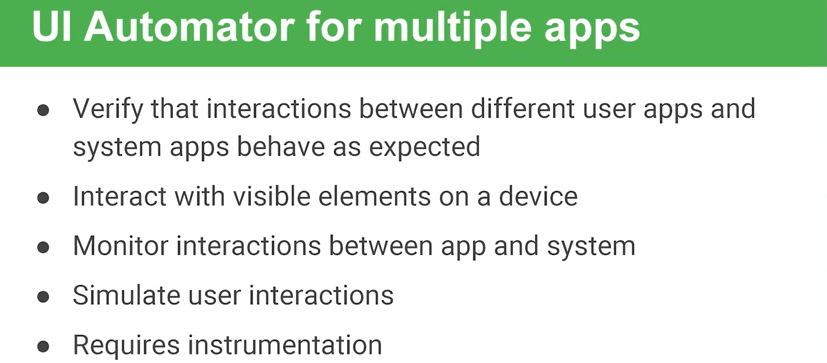 UI Automator for multiple apps
● Verify that interactions between different user apps and
system apps behave as expected
● Interact with visible elements on a device
● Monitor interactions between app and system
● Simulate user interactions
● Requires instrumentation